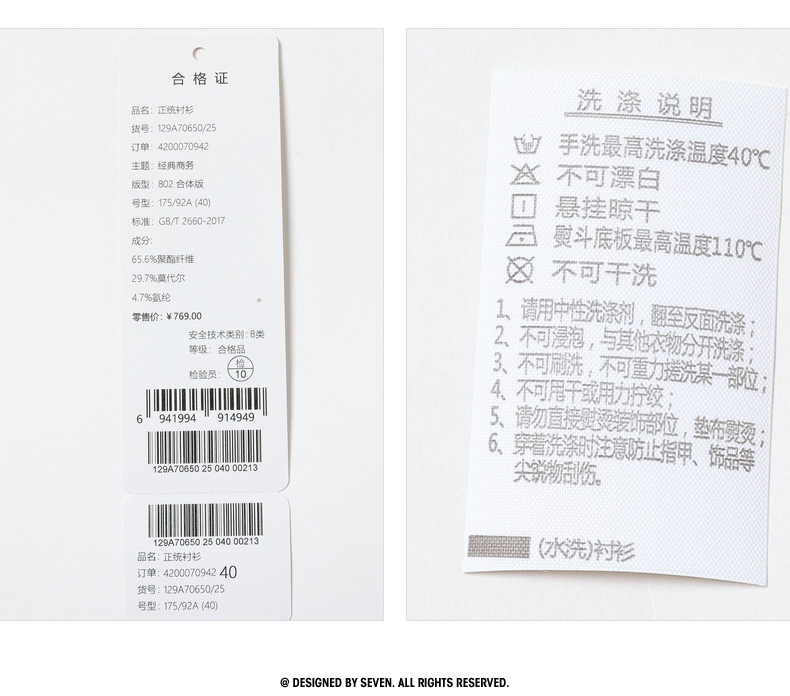 合格证
品名：正统衬衫
货号：129A70650/25
订单：4200070942
主题：经典商务
版型：802 合体版
号型：175/92A (40)
标准：GB/T 2660-2017
成分：
65.6%聚酯纤维
29.7%莫代尔
4.7%氨纶
零售价：¥769.00
安全技术类别：B类
等级：合格品
检验员：检10
6 941994 914949
129A70650 25 040 00213
129A70650 25 040 00213
品名：正统衬衫
订单：4200070942 40
货号：129A70650/25
号型：175/92A (40)
洗涤说明
手洗最高洗涤温度40℃
不可漂白
悬挂晾干
熨斗底板最高温度110℃
不可干洗
1、请用中性洗涤剂，翻至反面洗涤；
2、不可浸泡，与其他衣物分开洗涤；
3、不可刷洗，不可重力搓洗某一部位；
4、不可甩干或用力拧绞；
5、请勿直接熨烫装饰部位，垫布熨烫；
6、穿着洗涤时注意防止指甲、饰品等
尖锐物刮伤。
(水洗)衬衫
@ DESIGNED BY SEVEN. ALL RIGHTS RESERVED.